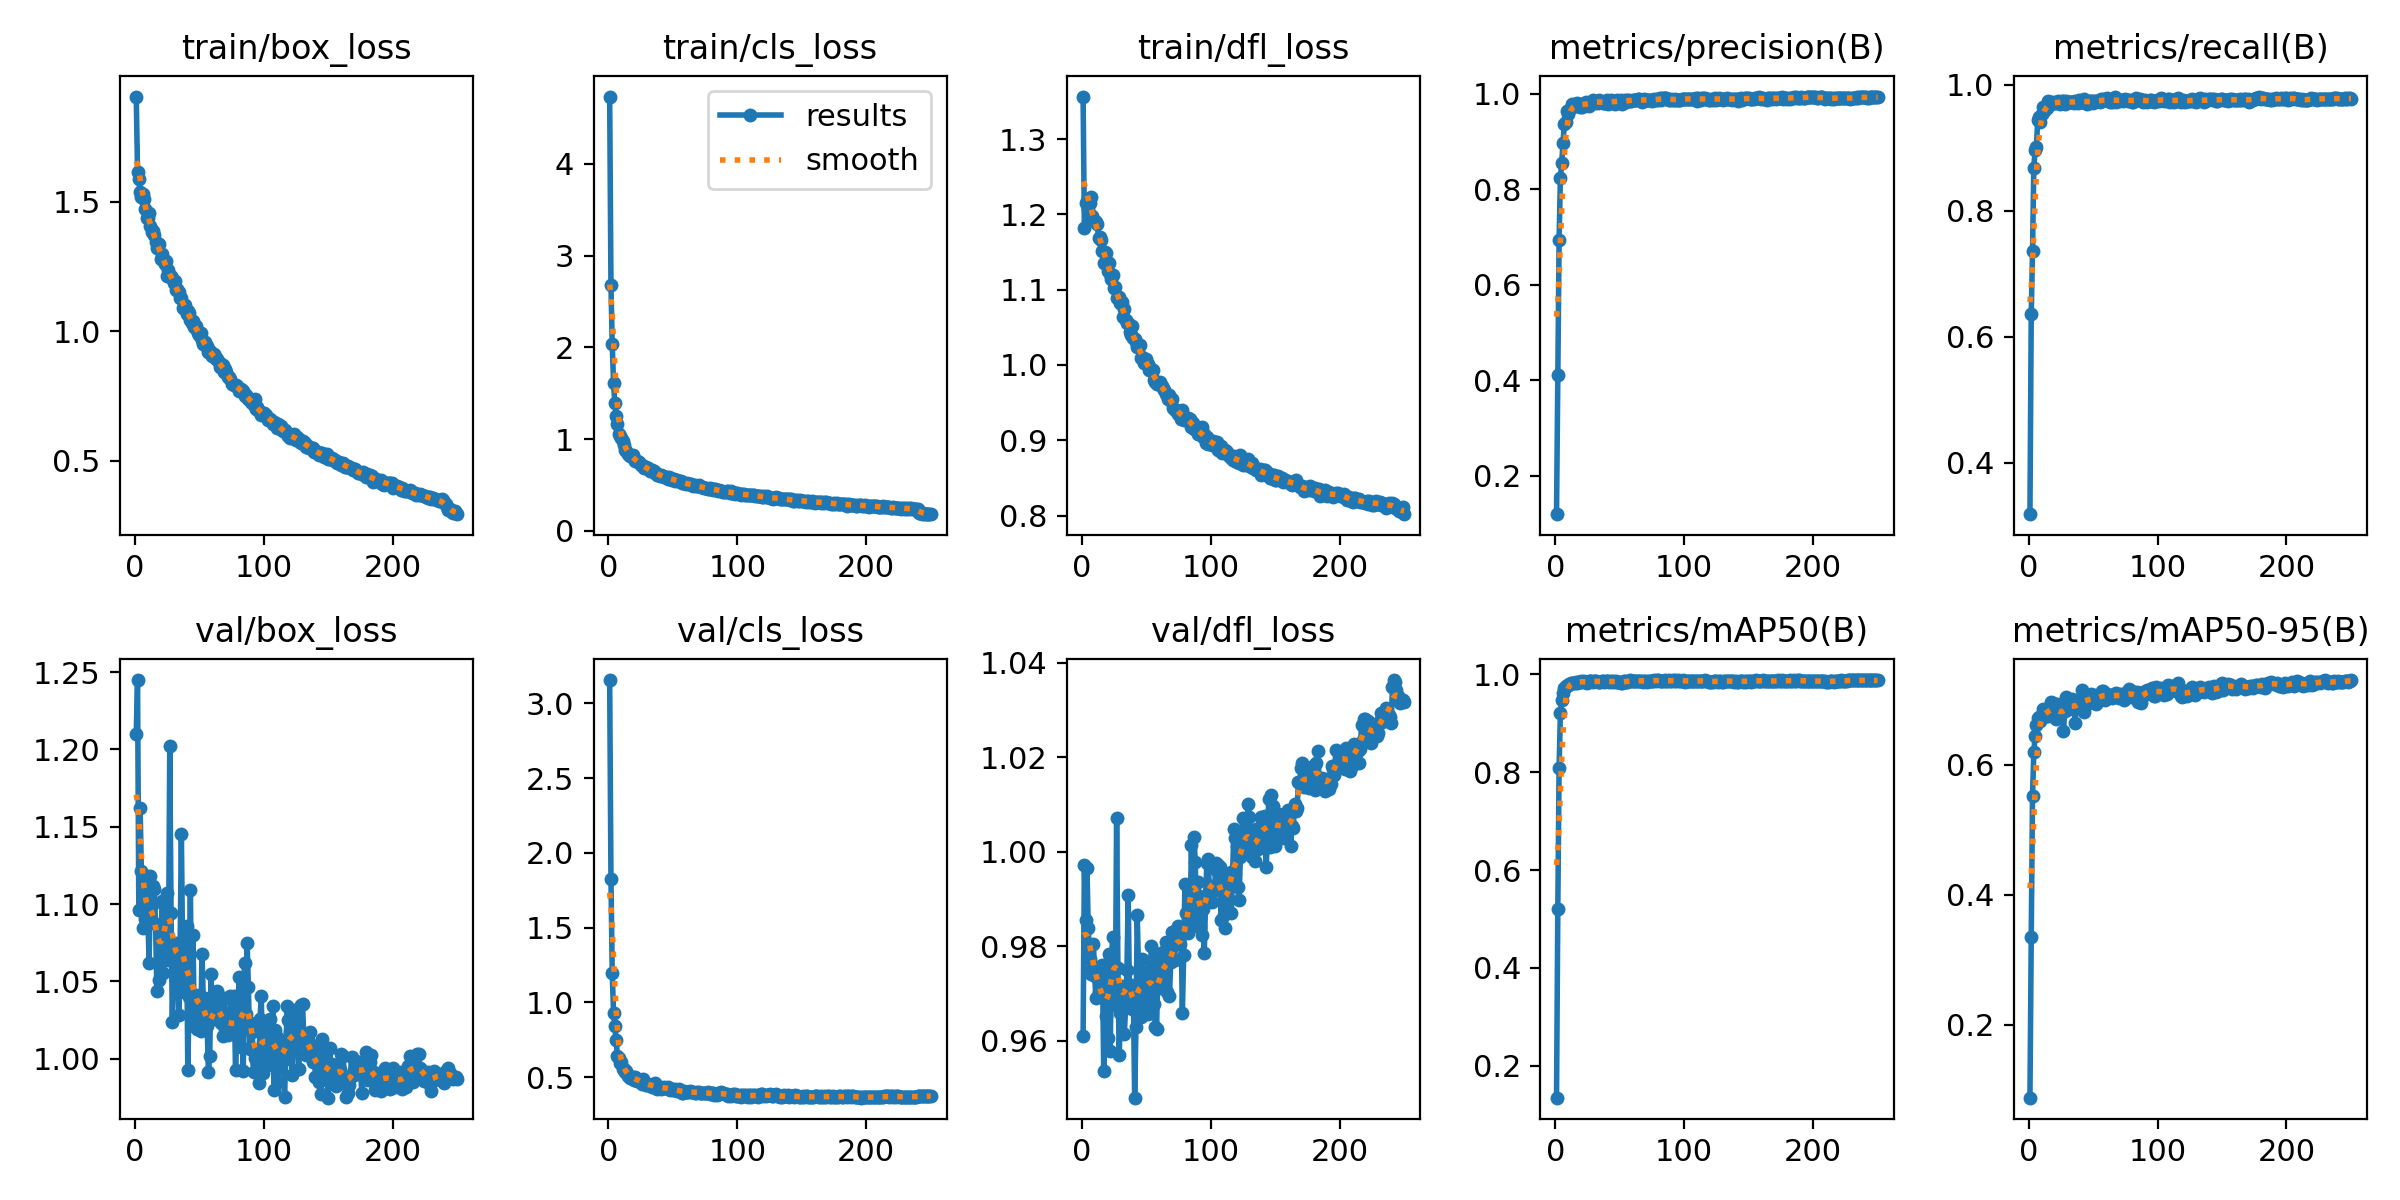 train/box_loss
1.5
1.0
0.5
0 100 200
train/cls_loss
results
smooth
4
3
2
1
0
0 100 200
train/dfl_loss
1.3
1.2
1.1
1.0
0.9
0.8
0 100 200
metrics/precision(B)
1.0
0.8
0.6
0.4
0.2
0 100 200
metrics/recall(B)
1.0
0.8
0.6
0.4
0 100 200
val/box_loss
1.25
1.20
1.15
1.10
1.05
1.00
0 100 200
val/cls_loss
3.0
2.5
2.0
1.5
1.0
0.5
0 100 200
val/dfl_loss
1.04
1.02
1.00
0.98
0.96
0 100 200
metrics/mAP50(B)
1.0
0.8
0.6
0.4
0.2
0 100 200
metrics/mAP50-95(B)
0.6
0.4
0.2
0 100 200